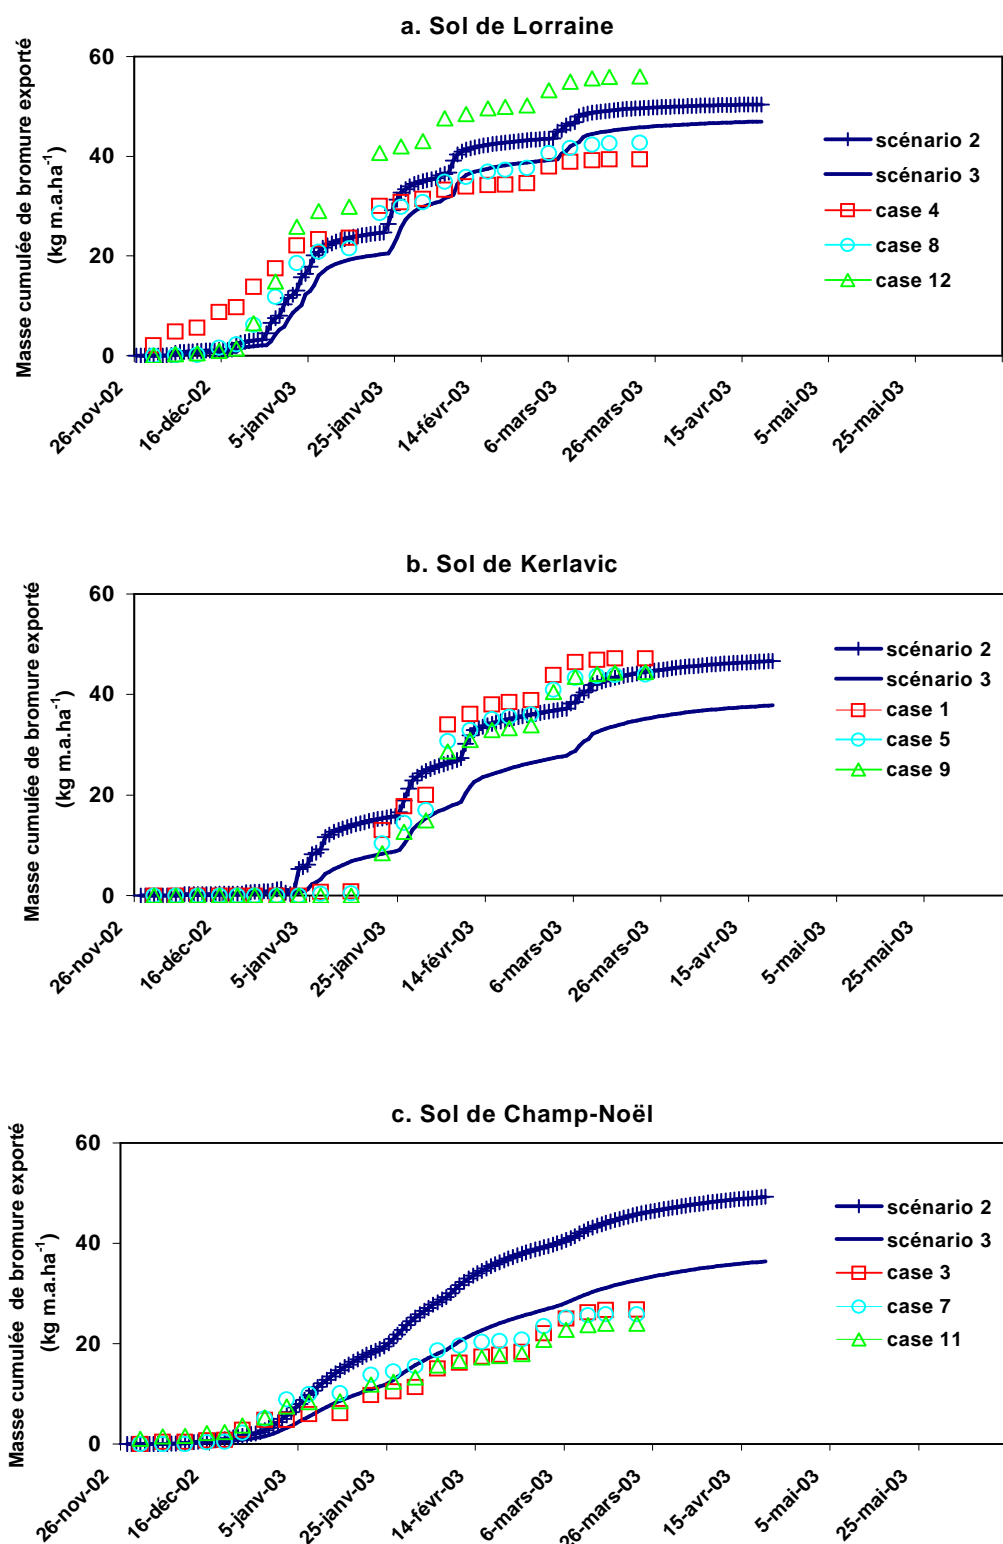 a. Sol de Lorraine
Masse cumulée de bromure exporté
(kg m.a.ha⁻¹)
60
40
20
0
26-nov-02
16-déc-02
5-janv-03
25-janv-03
14-févr-03
6-mars-03
26-mars-03
15-avr-03
5-mai-03
25-mai-03
scénario 2
scénario 3
case 4
case 8
case 12
b. Sol de Kerlavic
Masse cumulée de bromure exporté
(kg m.a.ha⁻¹)
60
40
20
0
26-nov-02
16-déc-02
5-janv-03
25-janv-03
14-févr-03
6-mars-03
26-mars-03
15-avr-03
5-mai-03
25-mai-03
scénario 2
scénario 3
case 1
case 5
case 9
c. Sol de Champ-Noël
Masse cumulée de bromure exporté
(kg m.a.ha⁻¹)
60
40
20
0
26-nov-02
16-déc-02
5-janv-03
25-janv-03
14-févr-03
6-mars-03
26-mars-03
15-avr-03
5-mai-03
25-mai-03
scénario 2
scénario 3
case 3
case 7
case 11